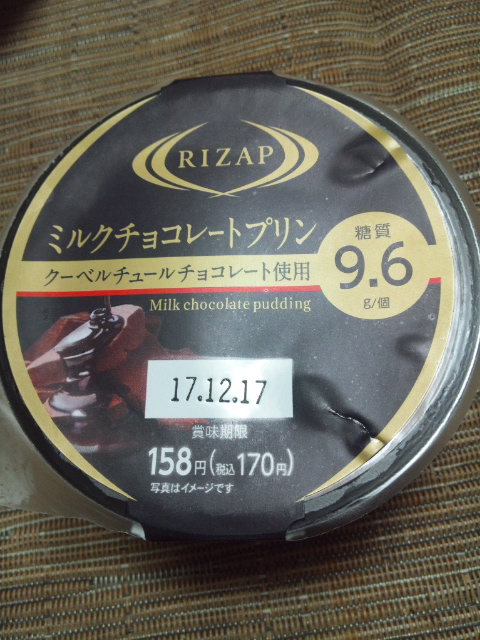 RIZAP
ミルクチョコレートプリン
クーベルチュールチョコレート使用
Milk chocolate pudding
糖質
9.6
g/個
17.12.17
賞味期限
158円(税込170円)
写真はイメージです